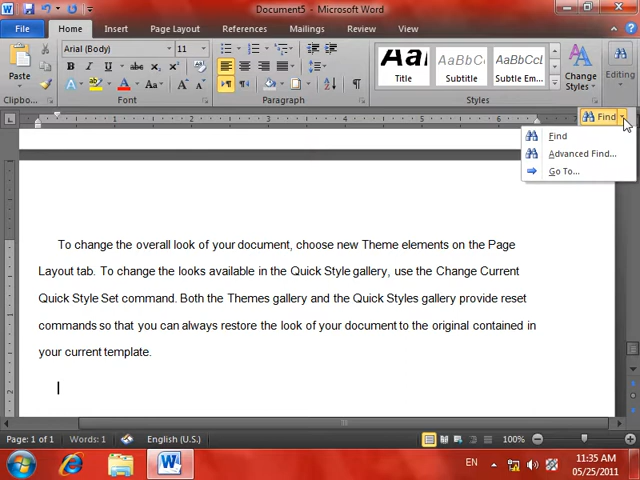 Document5 - Microsoft Word
File Home Insert Page Layout References Mailings Review View
Paste
Arial (Body) 11
Title Subtitle Subtle Em...
Change Styles
Editing
Clipboa... Font Paragraph Styles
Find
Find
Advanced Find...
Go To...
To change the overall look of your document, choose new Theme elements on the Page
Layout tab. To change the looks available in the Quick Style gallery, use the Change Current
Quick Style Set command. Both the Themes gallery and the Quick Styles gallery provide reset
commands so that you can always restore the look of your document to the original contained in
your current template.
Page: 1 of 1 Words: 1 English (U.S.) 100%
EN 11:35 AM
05/25/2011